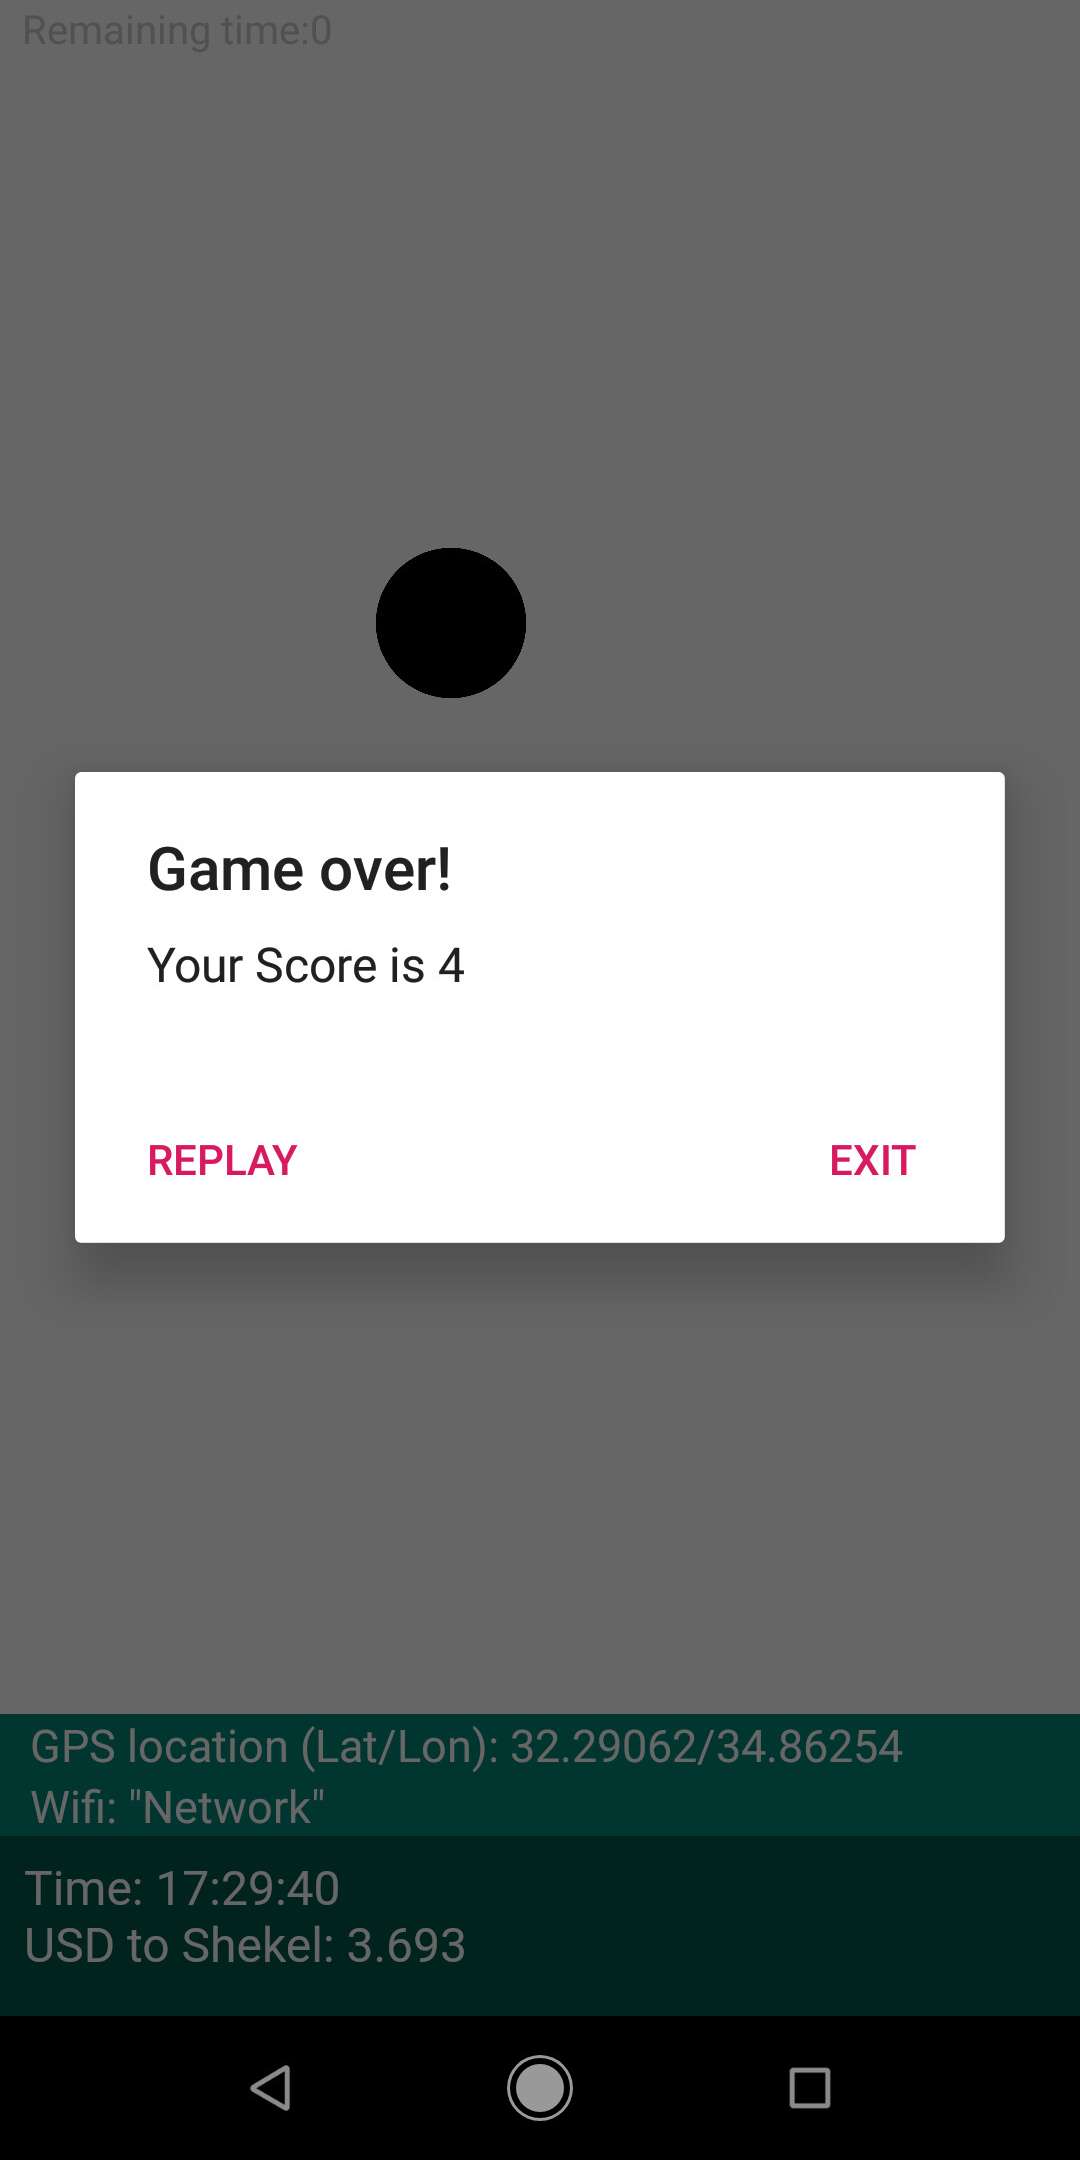 Remaining time:0
Game over!
Your Score is 4
REPLAY EXIT
GPS location (Lat/Lon): 32.29062/34.86254
Wifi: "Network"
Time: 17:29:40
USD to Shekel: 3.693